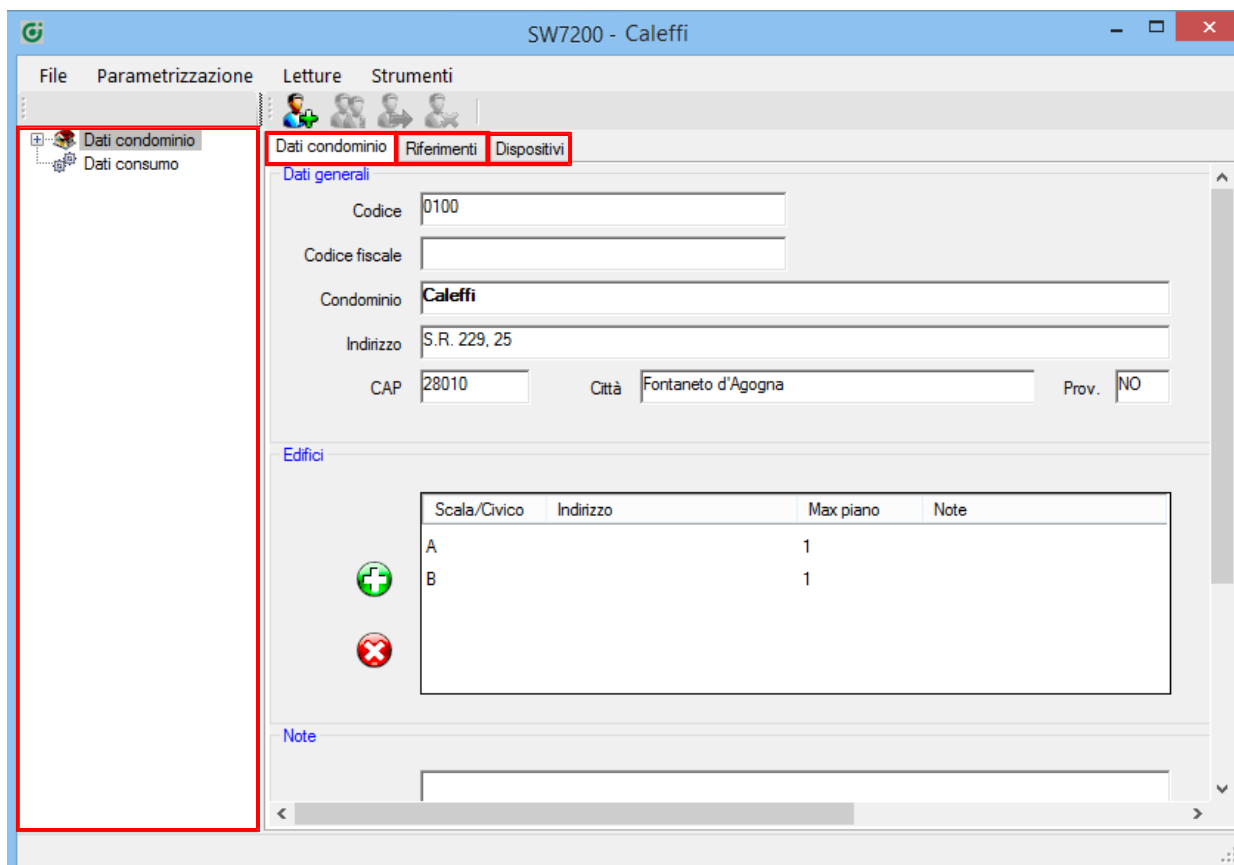 SW7200 - Caleffi
File Parametrizzazione Letture Strumenti
Dati condominio
Dati consumo
Dati condominio Riferimenti Dispositivi
Dati generali
Codice 0100
Codice fiscale
Condominio Caleffi
Indirizzo S.R. 229, 25
CAP 28010 Città Fontaneto d'Agogna Prov. NO
Edifici
Scala/Civico Indirizzo Max piano Note
A 1
B 1
Note